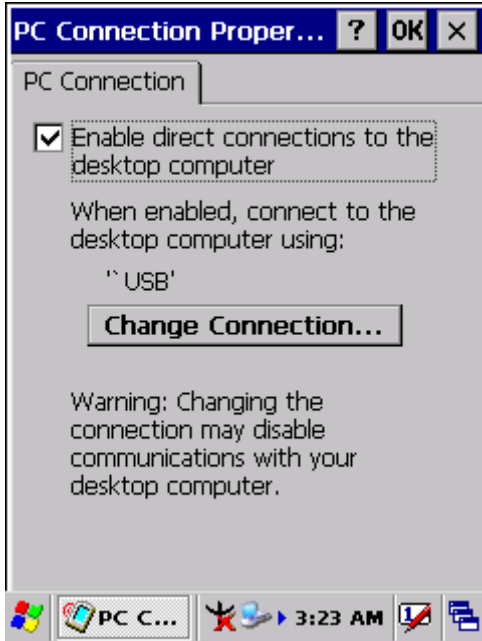 PC Connection Proper... ? OK ×
PC Connection
Enable direct connections to the
desktop computer
When enabled, connect to the
desktop computer using:
'`USB'
Change Connection...
Warning: Changing the
connection may disable
communications with your
desktop computer.
PC C... 3:23 AM 1